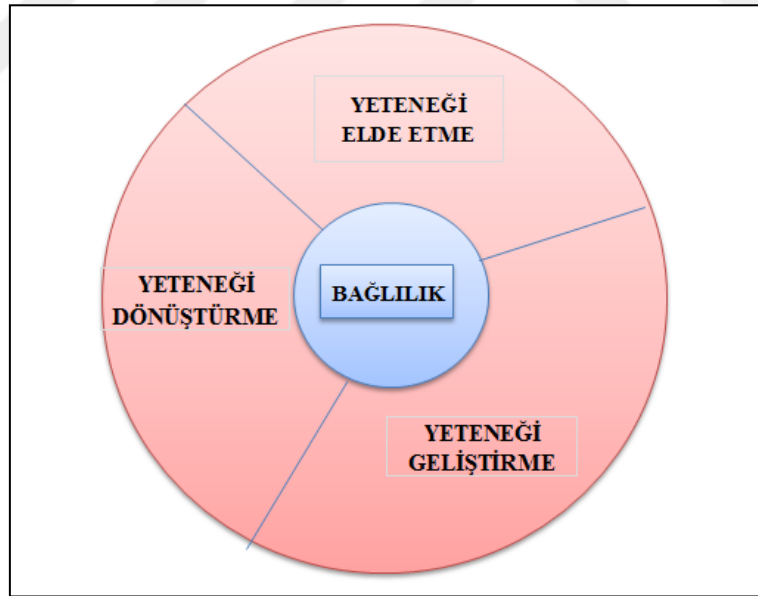 YETENEĞİ
ELDE ETME
YETENEĞİ
DÖNÜŞTÜRME
BAĞLILIK
YETENEĞİ
GELİŞTİRME